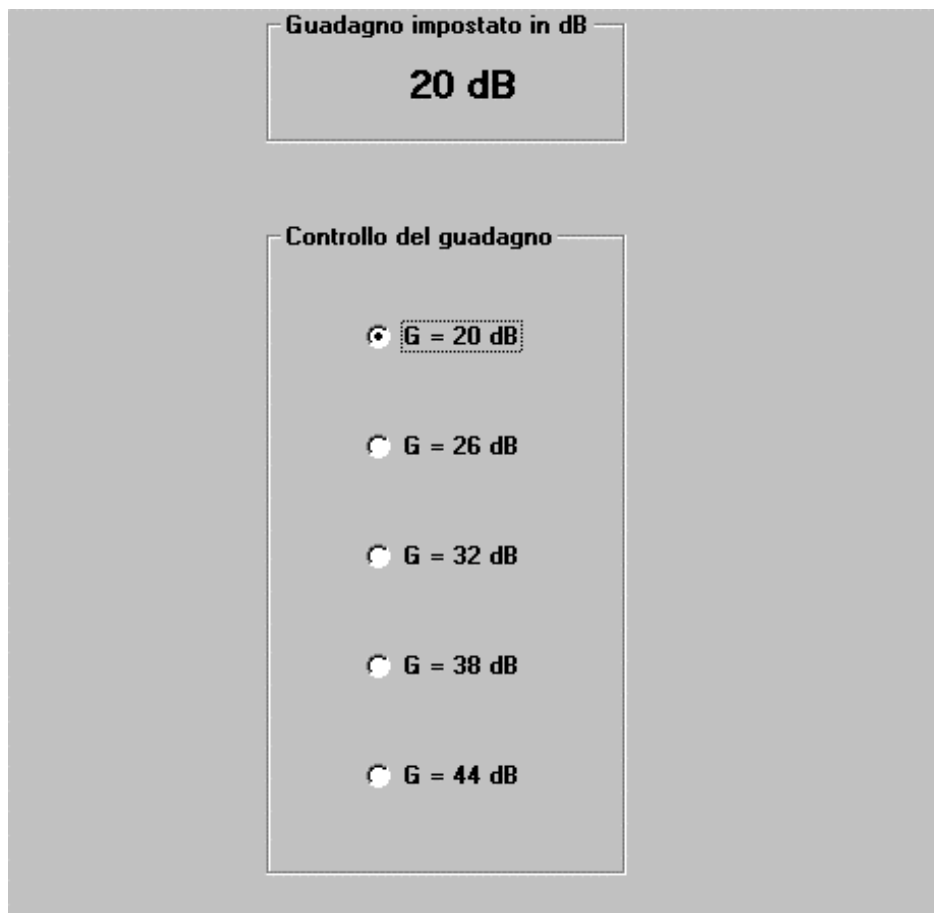 Guadagno impostato in dB
20 dB
Controllo del guadagno
G = 20 dB
G = 26 dB
G = 32 dB
G = 38 dB
G = 44 dB